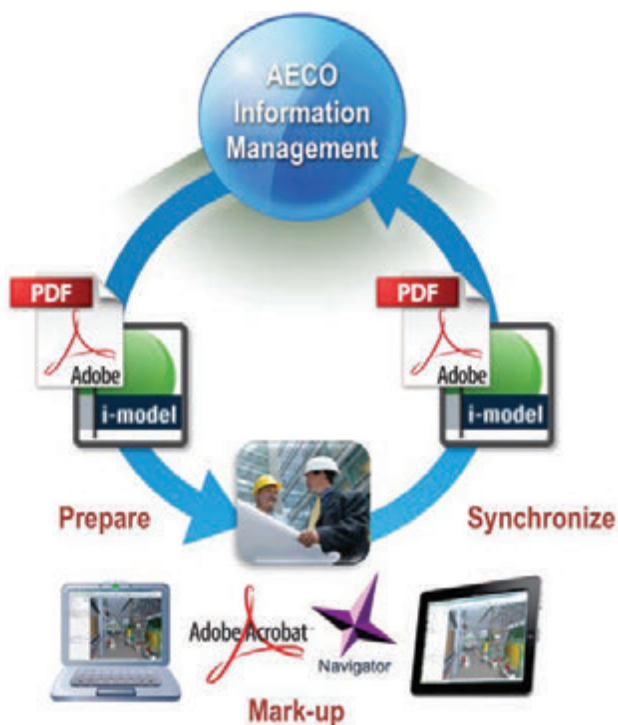 AECO
Information
Management
PDF
Adobe
i-model
PDF
Adobe
i-model
Prepare
Synchronize
Adobe Acrobat
Navigator
Mark-up